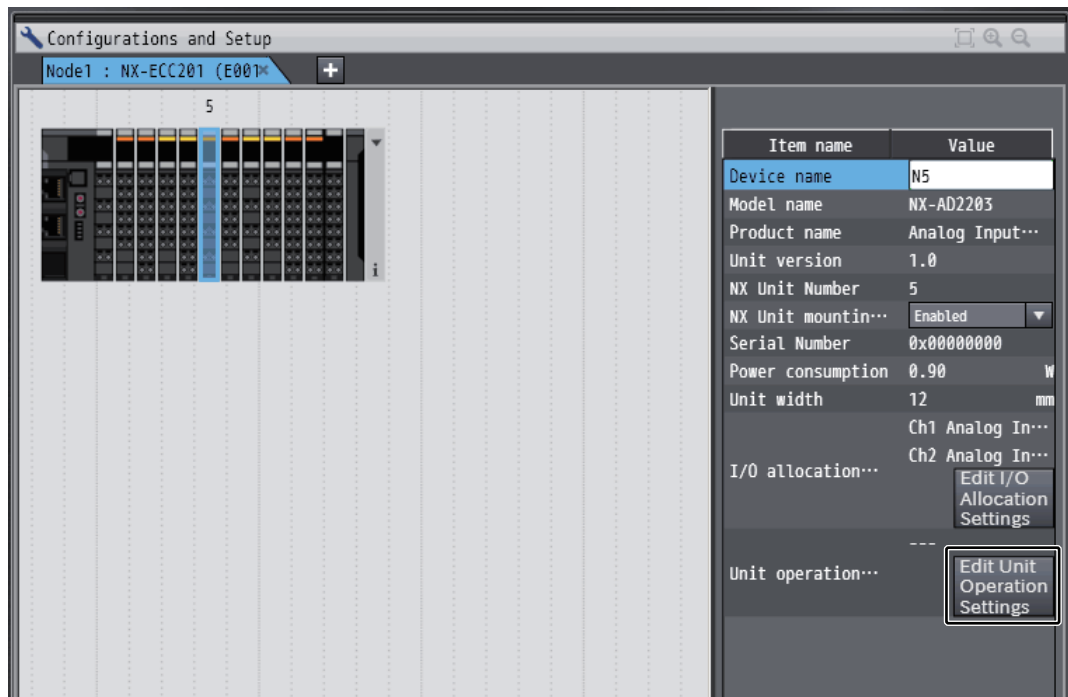 Configurations and Setup
Node1 : NX-ECC201 (E001
5
Item name Value
Device name N5
Model name NX-AD2203
Product name Analog Input…
Unit version 1.0
NX Unit Number 5
NX Unit mountin… Enabled
Serial Number 0x00000000
Power consumption 0.90 W
Unit width 12 mm
I/O allocation… Ch1 Analog In…
Ch2 Analog In…
Edit I/O
Allocation
Settings
Unit operation… ---
Edit Unit
Operation
Settings
i